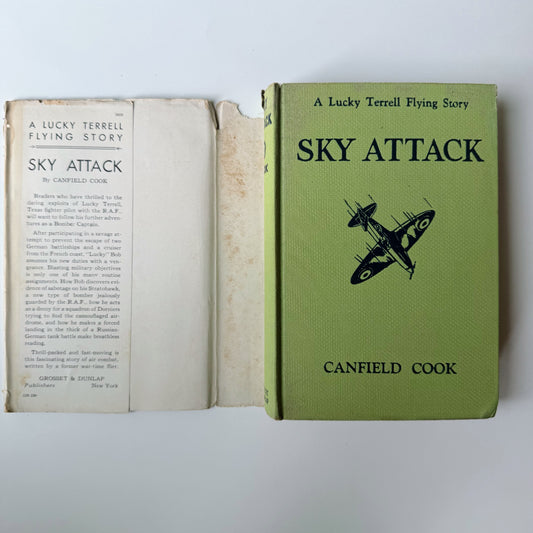 A LUCKY TERRELL
FLYING STORY
SKY ATTACK
By CANFIELD COOK
Readers who have thrilled to the
daring exploits of Lucky Terrell,
Texas fighter pilot with the R.A.F.,
will want to follow his further adven-
tures as a Bomber Captain.
After participating in a savage at-
tempt to prevent the escape of two
German battleships and a cruiser
from the French coast, "Lucky" Bob
assumes his new duties with a ven-
geance. Blasting military objectives
is only one of his many routine
assignments. How Bob discovers evi-
dence of sabotage on his Stratohawk,
a new type of bomber jealously
guarded by the R.A.F., how he acts
as a decoy for a squadron of Dorniers
trying to find the camouflaged air-
drome, and how he makes a forced
landing in the thick of a Russian-
German tank battle make breathless
reading.
Thrill-packed and fast-moving is
this fascinating story of air combat,
written by a former war-time flier.
GROSSET & DUNLAP
Publishers New York
A Lucky Terrell Flying Story
SKY ATTACK
CANFIELD COOK